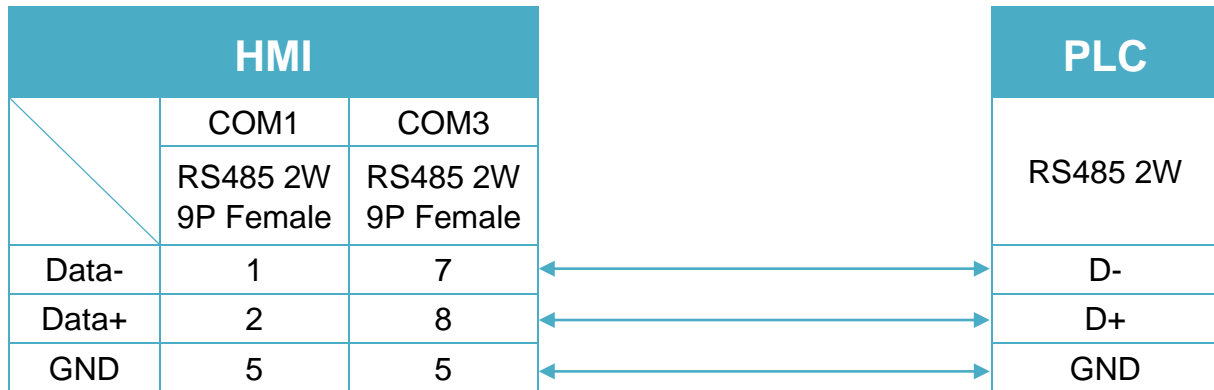 HMI PLC
COM1 COM3
RS485 2W RS485 2W RS485 2W
9P Female 9P Female
Data- 1 7 D-
Data+ 2 8 D+
GND 5 5 GND